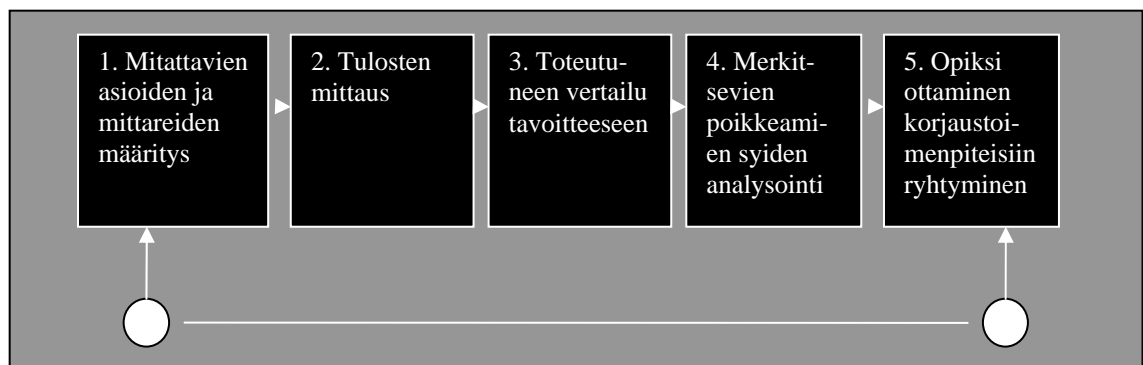 1. Mitattavien
asioiden ja
mittareiden
määritys
2. Tulosten
mittaus
3. Toteutu-
neen vertailu
tavoitteeseen
4. Merkit-
sevien
poikkeami-
en syiden
analysointi
5. Opiksi
ottaminen
korjaustoi-
menpiteisiin
ryhtyminen